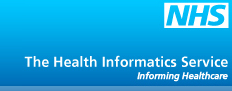 NHS
The Health Informatics Service
Informing Healthcare